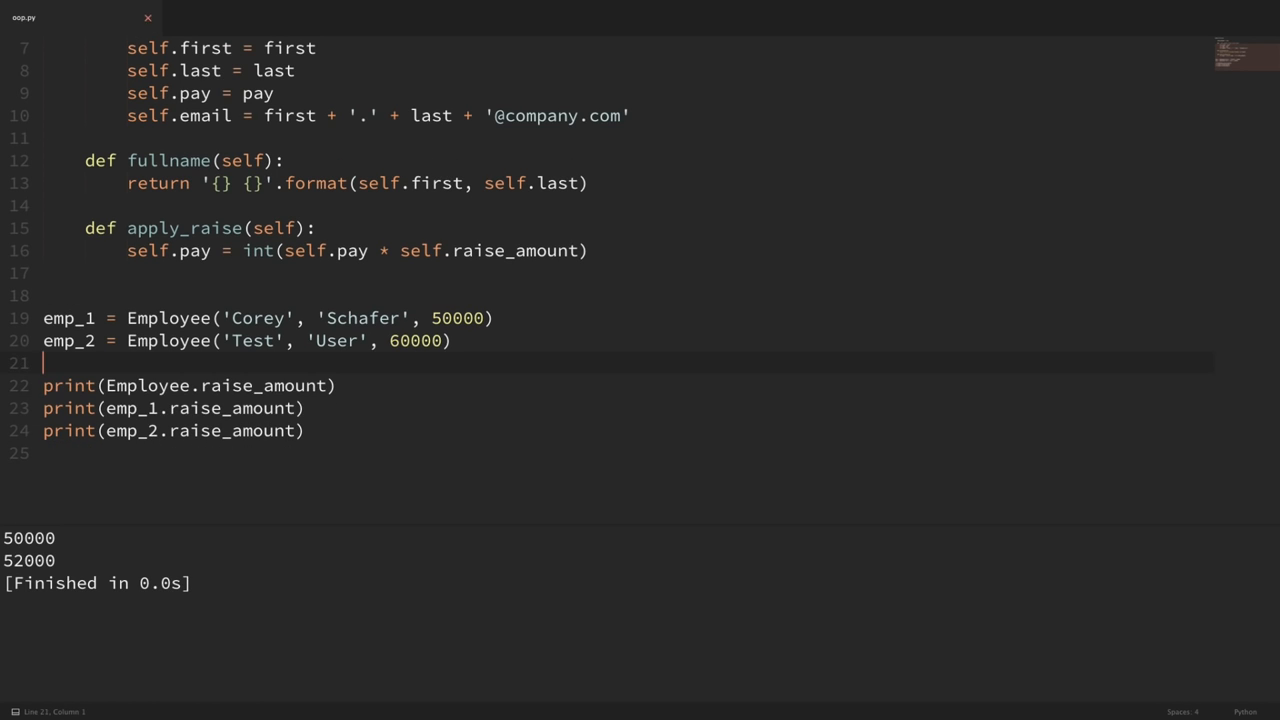 oop.py ×
7 self.first = first
8 self.last = last
9 self.pay = pay
10 self.email = first + '.' + last + '@company.com'
11
12 def fullname(self):
13 return '{} {}'.format(self.first, self.last)
14
15 def apply_raise(self):
16 self.pay = int(self.pay * self.raise_amount)
17
18
19 emp_1 = Employee('Corey', 'Schafer', 50000)
20 emp_2 = Employee('Test', 'User', 60000)
21
22 print(Employee.raise_amount)
23 print(emp_1.raise_amount)
24 print(emp_2.raise_amount)
25
50000
52000
[Finished in 0.0s]
Line 21, Column 1 Spaces: 4 Python